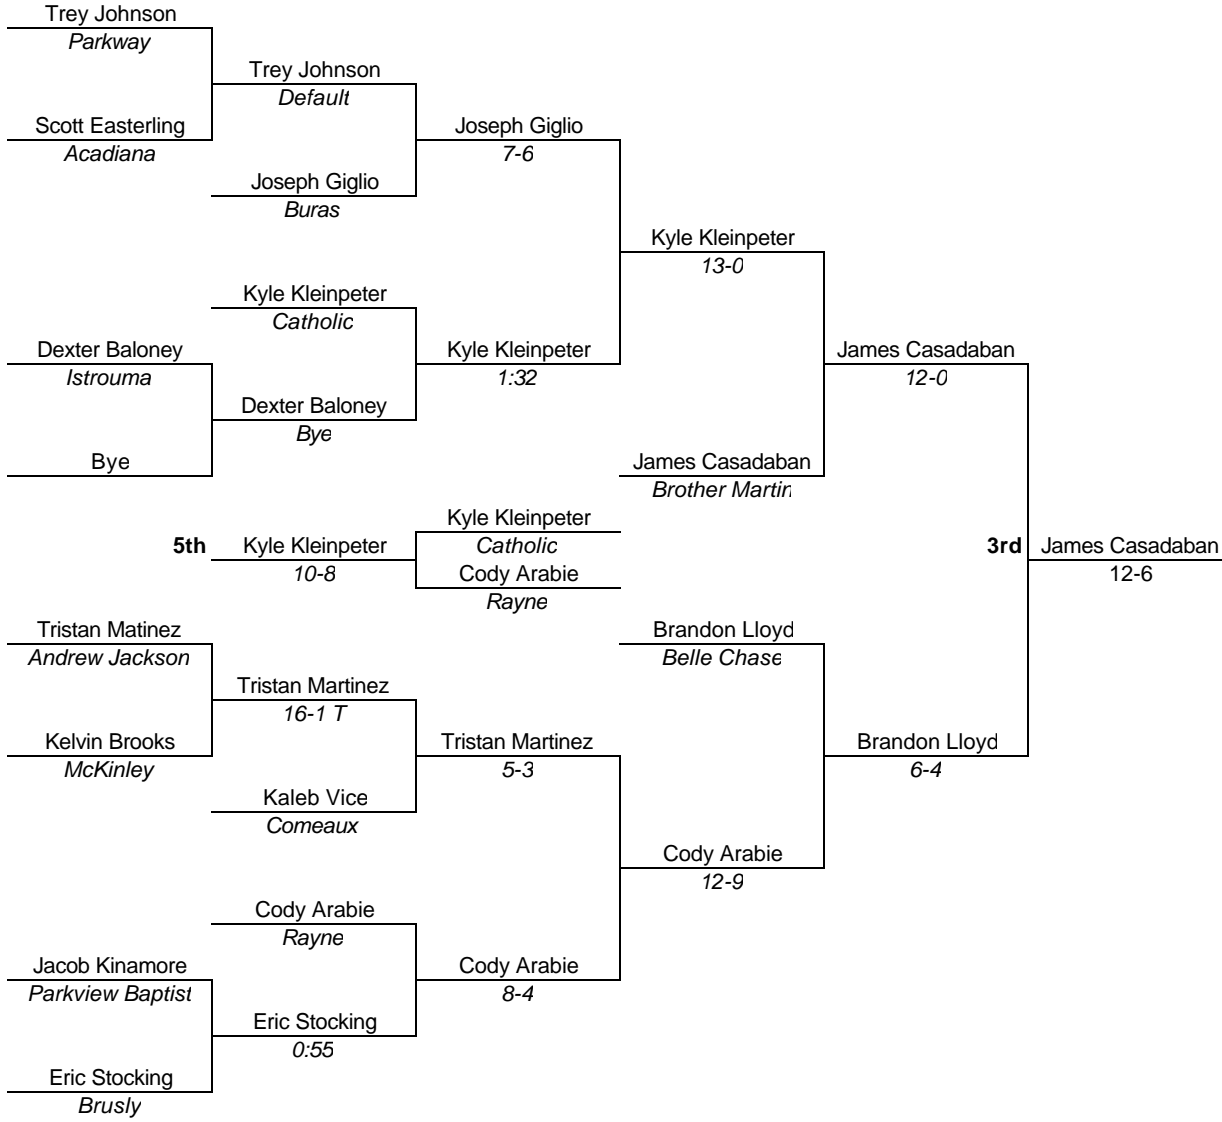 Trey Johnson
Parkway
Trey Johnson
Default
Scott Easterling
Acadiana
Joseph Giglio
7-6
Joseph Giglio
Buras
Kyle Kleinpeter
13-0
Kyle Kleinpeter
Catholic
Dexter Baloney
Istrouma
Kyle Kleinpeter
1:32
James Casadaban
12-0
Dexter Baloney
Bye
Bye
James Casadaban
Brother Martin
Kyle Kleinpeter
Catholic
5th Kyle Kleinpeter
10-8
Cody Arabie
Rayne
3rd James Casadaban
12-6
Tristan Matinez
Andrew Jackson
Brandon Lloyd
Belle Chase
Tristan Martinez
16-1 T
Kelvin Brooks
McKinley
Tristan Martinez
5-3
Brandon Lloyd
6-4
Kaleb Vice
Comeaux
Cody Arabie
12-9
Cody Arabie
Rayne
Jacob Kinamore
Parkview Baptist
Cody Arabie
8-4
Eric Stocking
0:55
Eric Stocking
Brusly